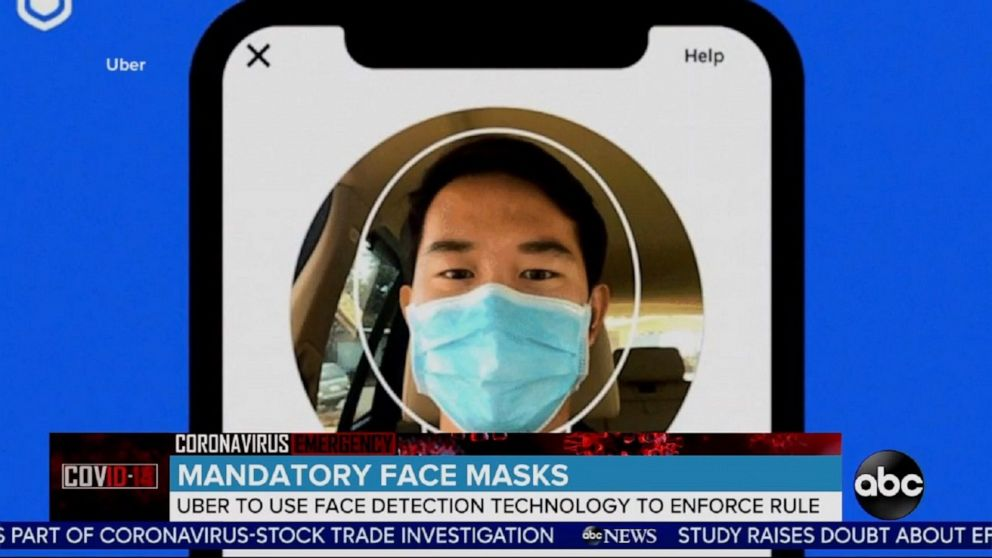 Uber
Help
CORONAVIRUS EMERGENCY
COVID-19
MANDATORY FACE MASKS
UBER TO USE FACE DETECTION TECHNOLOGY TO ENFORCE RULE
abc
S PART OF CORONAVIRUS-STOCK TRADE INVESTIGATION abc NEWS STUDY RAISES DOUBT ABOUT EF